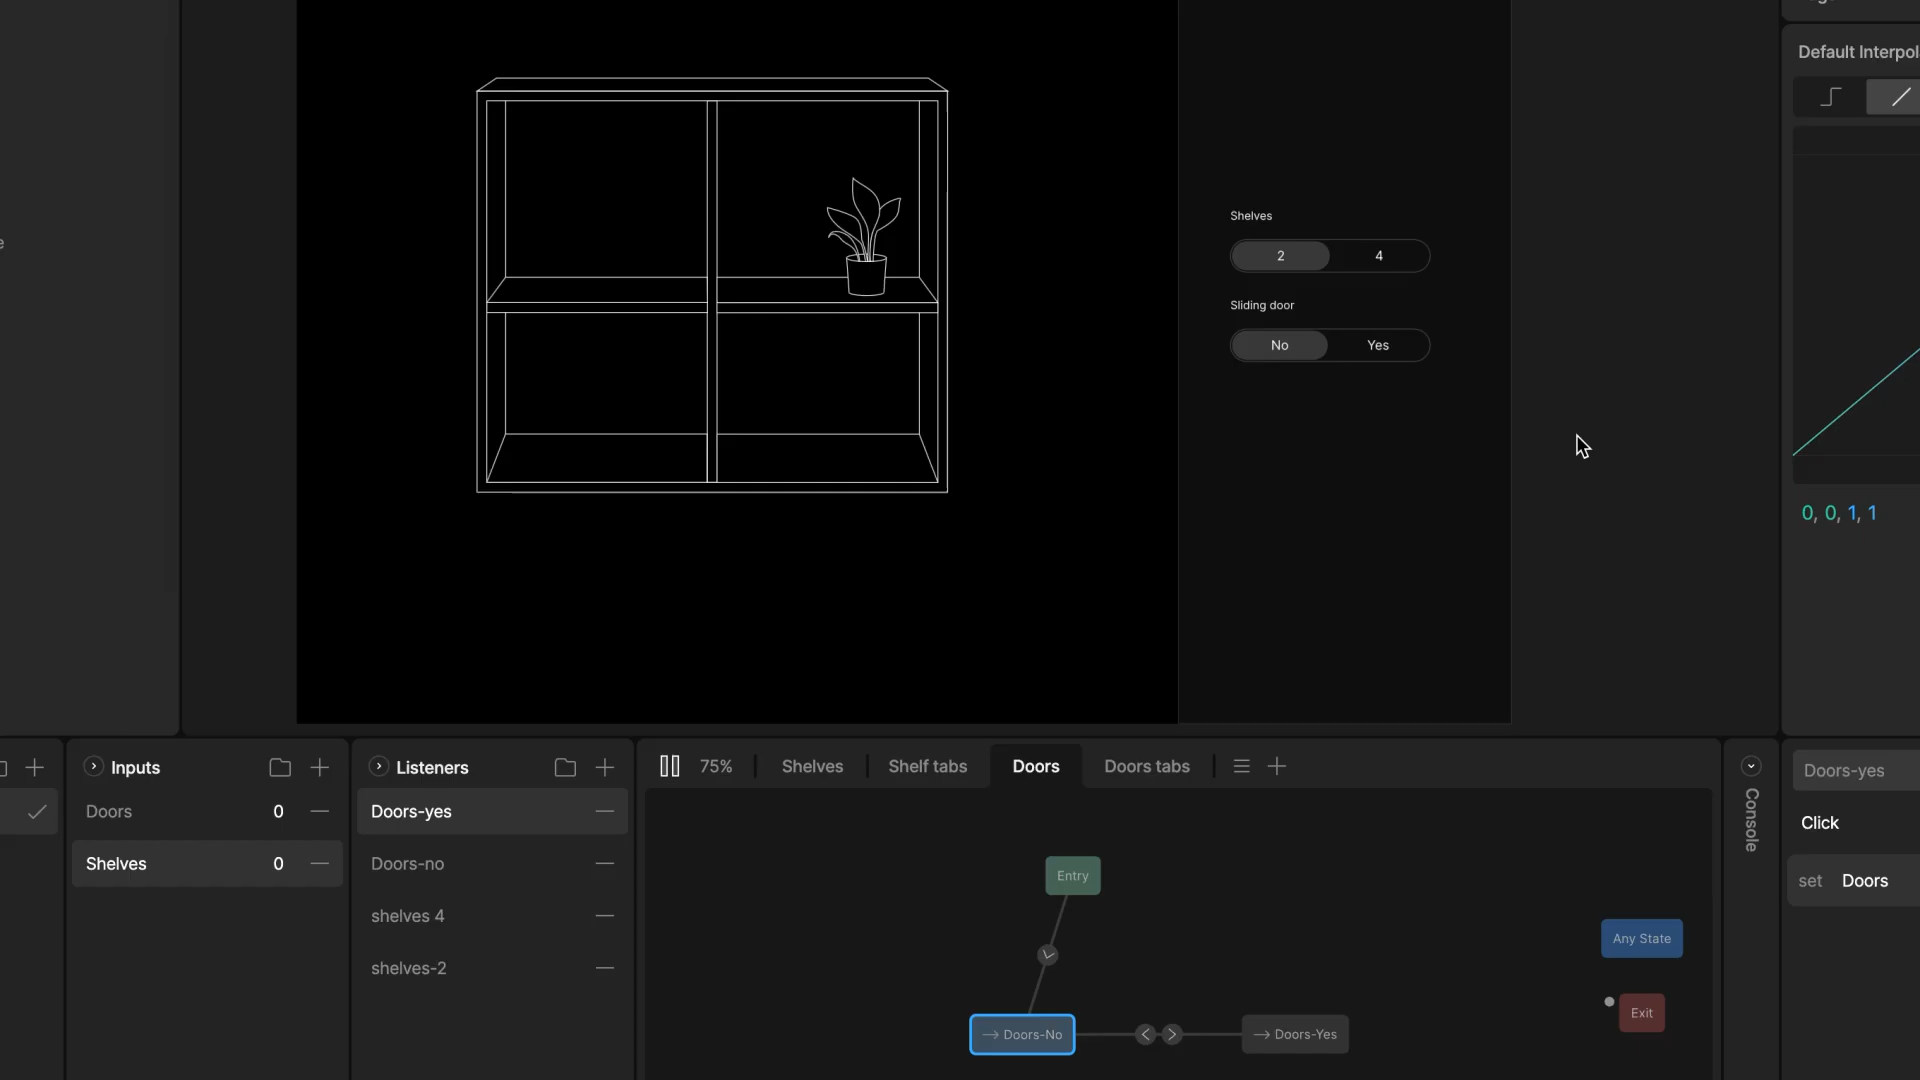 Default Interpol
Shelves
2 4
Sliding door
No Yes
0, 0, 1, 1
Inputs
Doors 0
Shelves 0
Listeners
Doors-yes
Doors-no
shelves 4
shelves-2
75% Shelves Shelf tabs Doors Doors tabs
Entry
Any State
Exit
Doors-No
Doors-Yes
Console
Doors-yes
Click
set Doors